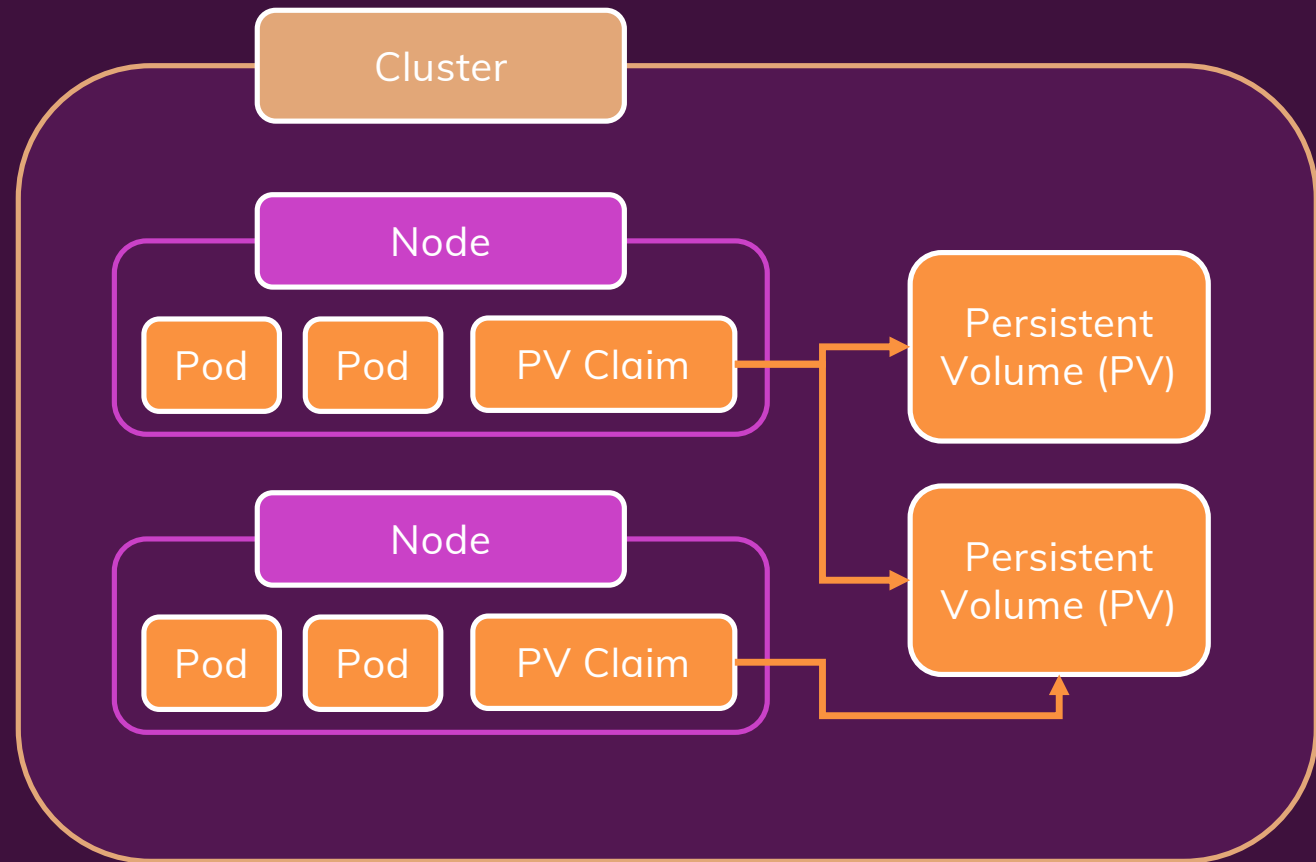 Cluster
Node
Pod
Pod
PV Claim
Persistent
Volume (PV)
Node
Pod
Pod
PV Claim
Persistent
Volume (PV)